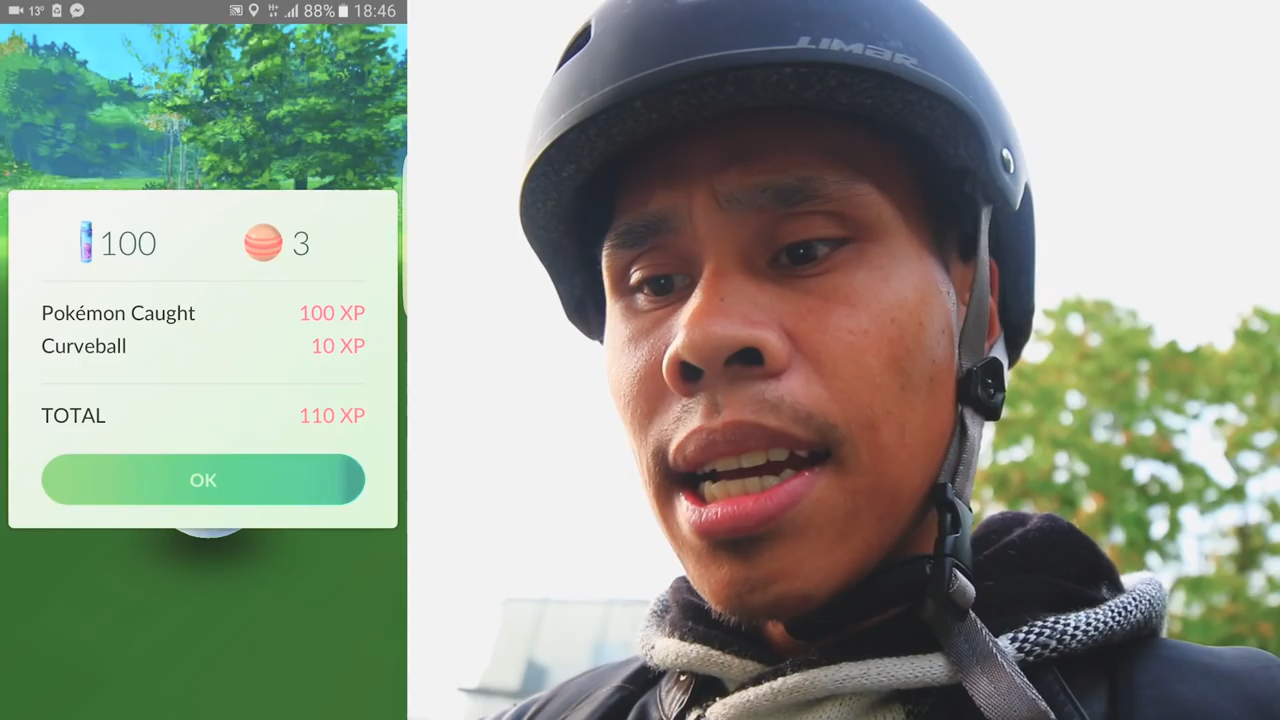 13° H+ 88% 18:46
100 3
Pokémon Caught 100 XP
Curveball 10 XP
TOTAL 110 XP
OK
LIMAR